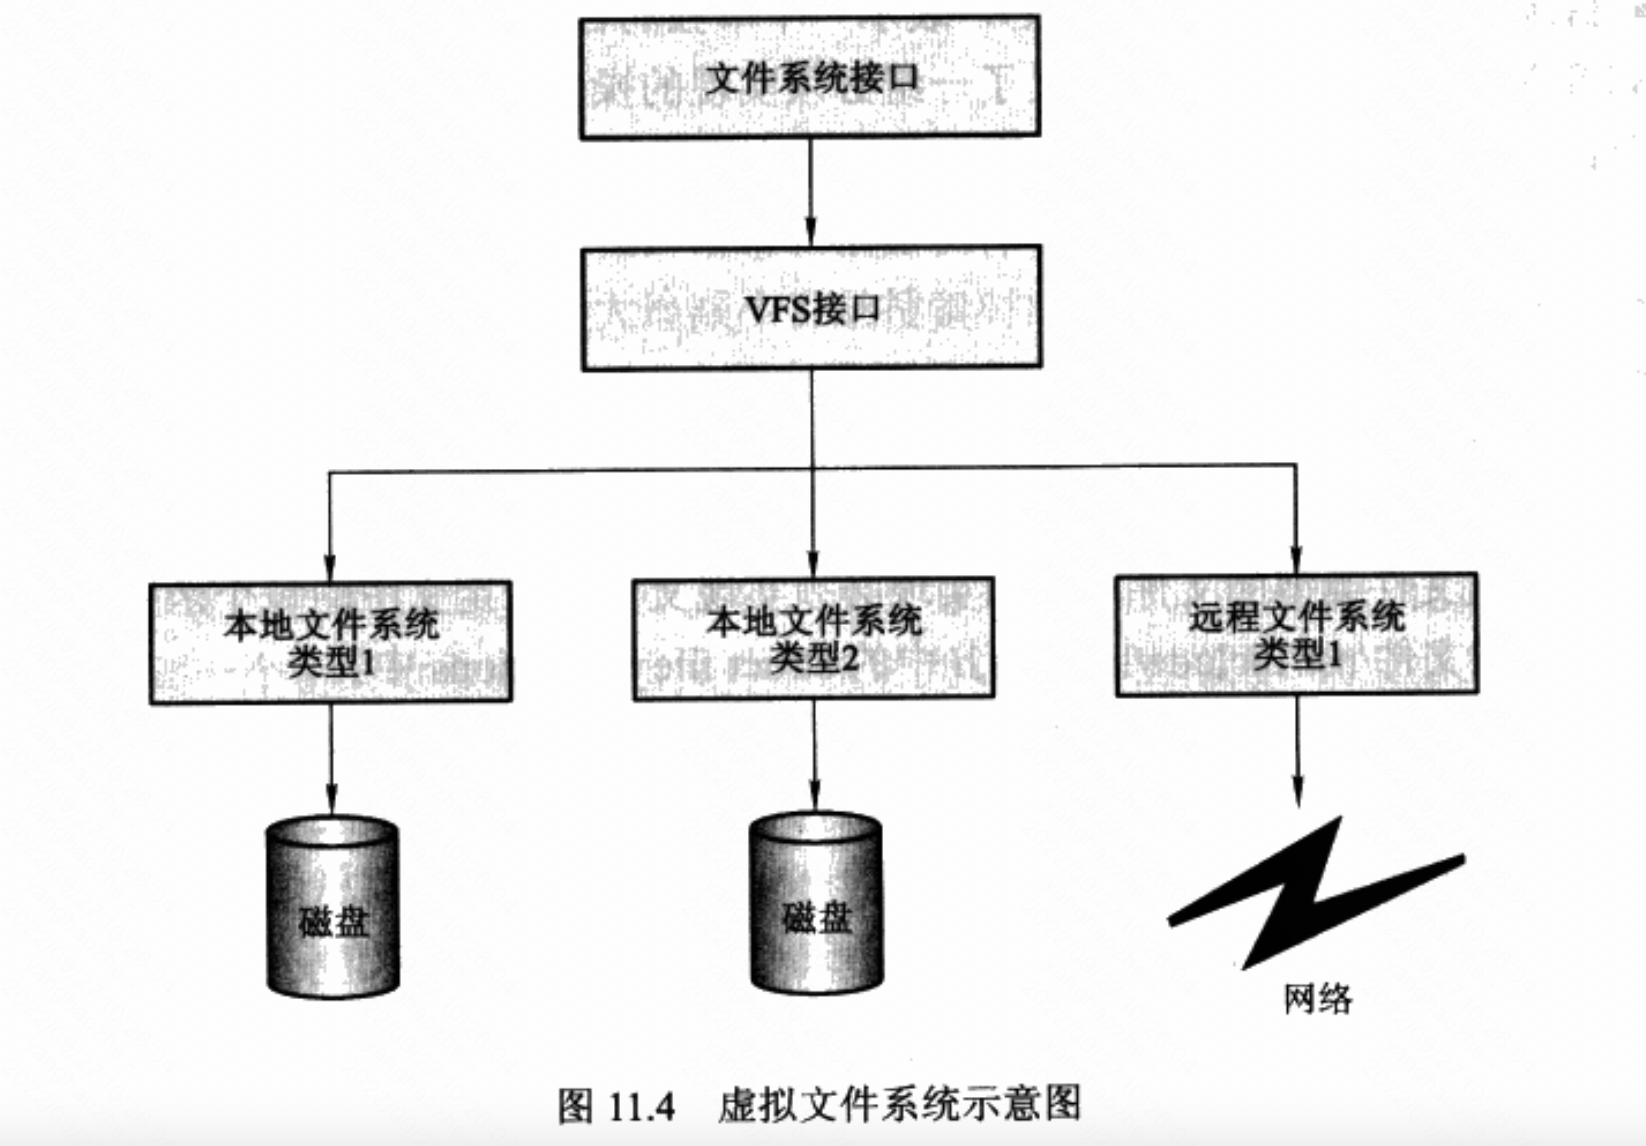 文件系统接口
VFS接口
本地文件系统
类型1
本地文件系统
类型2
远程文件系统
类型1
磁盘
磁盘
网络
图 11.4 虚拟文件系统示意图